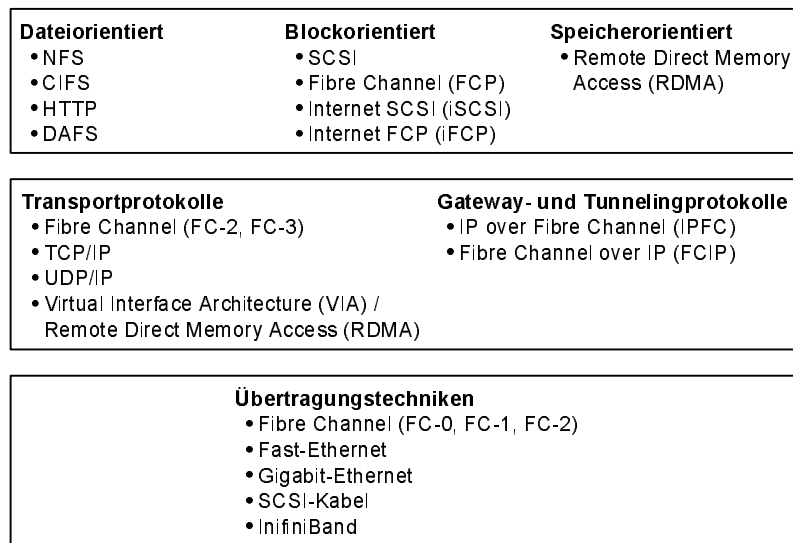 Dateiorientiert
• NFS
• CIFS
• HTTP
• DAFS
Blockorientiert
• SCSI
• Fibre Channel (FCP)
• Internet SCSI (iSCSI)
• Internet FCP (iFCP)
Speicherorientiert
• Remote Direct Memory
Access (RDMA)
Transportprotokolle
• Fibre Channel (FC-2, FC-3)
• TCP/IP
• UDP/IP
• Virtual Interface Architecture (VIA) /
Remote Direct Memory Access (RDMA)
Gateway- und Tunnelingprotokolle
• IP over Fibre Channel (IPFC)
• Fibre Channel over IP (FCIP)
Übertragungstechniken
• Fibre Channel (FC-0, FC-1, FC-2)
• Fast-Ethernet
• Gigabit-Ethernet
• SCSI-Kabel
• InifiniBand